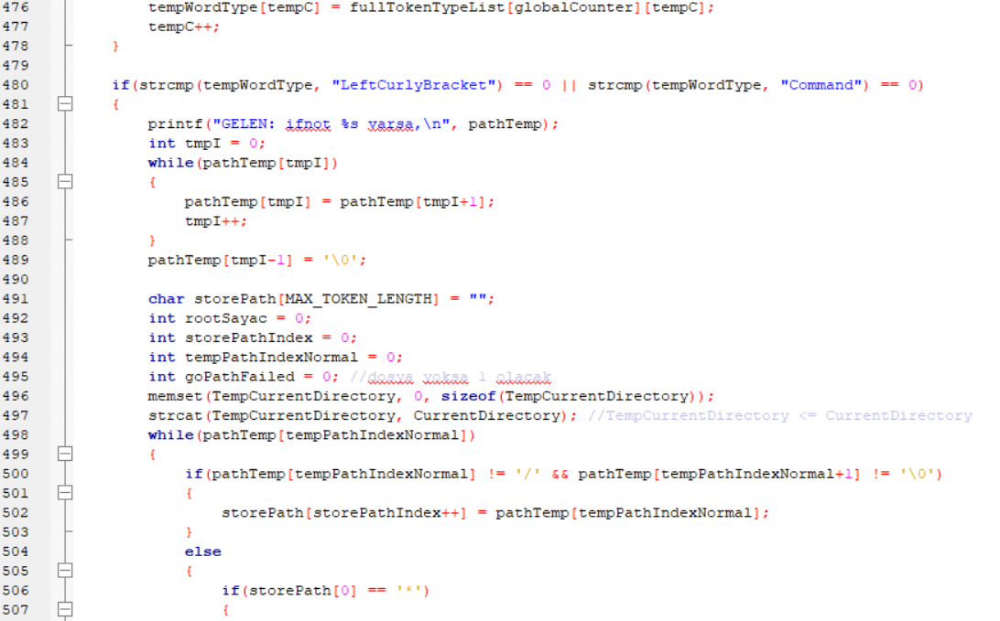 476 tempWordType[tempC] = fullTokenTypeList[globalCounter][tempC];
477 tempC++;
478 }
479
480 if(strcmp(tempWordType, "LeftCurlyBracket") == 0 || strcmp(tempWordType, "Command") == 0)
481 {
482 printf("GELEN: ifnot %s varsa,\n", pathTemp);
483 int tmpI = 0;
484 while(pathTemp[tmpI])
485 {
486 pathTemp[tmpI] = pathTemp[tmpI+1];
487 tmpI++;
488 }
489 pathTemp[tmpI-1] = '\0';
490
491 char storePath[MAX_TOKEN_LENGTH] = "";
492 int rootSayac = 0;
493 int storePathIndex = 0;
494 int tempPathIndexNormal = 0;
495 int goPathFailed = 0; //dosya yoksa 1 olacak
496 memset(TempCurrentDirectory, 0, sizeof(TempCurrentDirectory));
497 strcat(TempCurrentDirectory, CurrentDirectory); //TempCurrentDirectory <= CurrentDirectory
498 while(pathTemp[tempPathIndexNormal])
499 {
500 if(pathTemp[tempPathIndexNormal] != '/' && pathTemp[tempPathIndexNormal+1] != '\0')
501 {
502 storePath[storePathIndex++] = pathTemp[tempPathIndexNormal];
503 }
504 else
505 {
506 if(storePath[0] == '*')
507 {